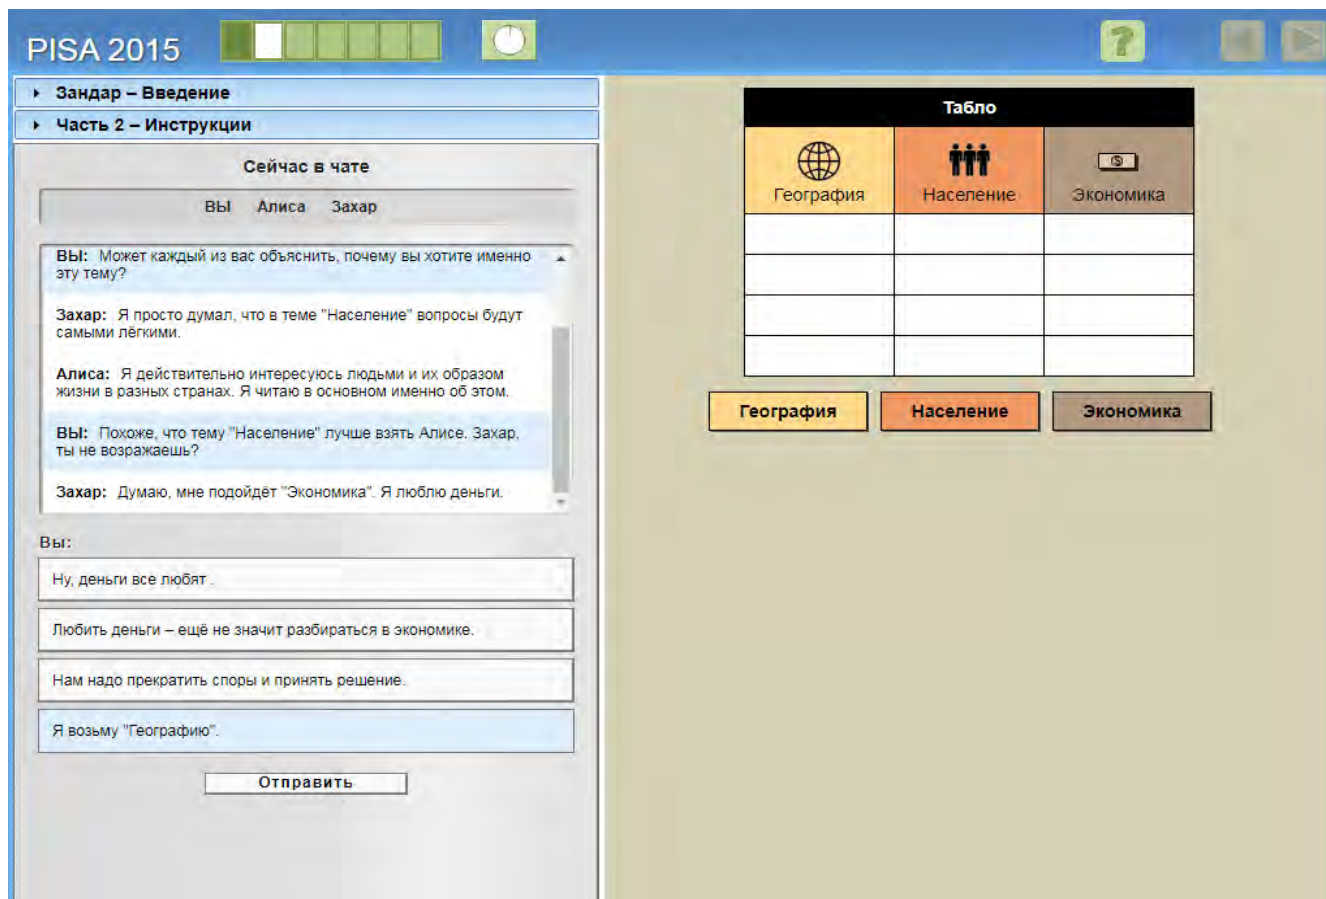 PISA 2015
?
Зандар – Введение
Часть 2 – Инструкции
Сейчас в чате
ВЫ Алиса Захар
ВЫ: Может каждый из вас объяснить, почему вы хотите именно
эту тему?
Захар: Я просто думал, что в теме "Население" вопросы будут
самыми лёгкими.
Алиса: Я действительно интересуюсь людьми и их образом
жизни в разных странах. Я читаю в основном именно об этом.
ВЫ: Похоже, что тему "Население" лучше взять Алисе. Захар,
ты не возражаешь?
Захар: Думаю, мне подойдёт "Экономика". Я люблю деньги.
Вы:
Ну, деньги все любят .
Любить деньги – ещё не значит разбираться в экономике.
Нам надо прекратить споры и принять решение.
Я возьму "Географию".
Отправить
Табло
География Население Экономика
География Население Экономика